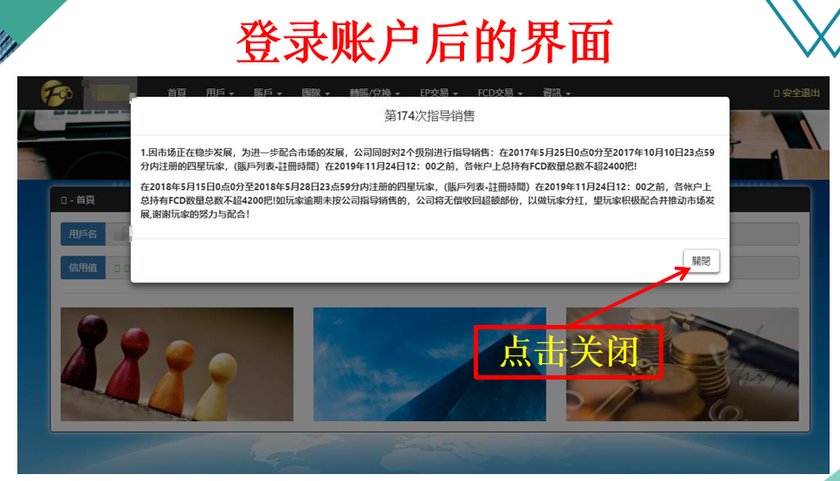 登录账户后的界面
首頁 用戶 賬戶 團隊 轉賬/兌換 EP交易 FCD交易 資訊 安全退出
第174次指导销售
1.因市场正在稳步发展，为进一步配合市场的发展，公司同时对2个级别进行指导销售：在2017年5月25日0点0分至2017年10月10日23点59
分内注册的四星玩家，(賬戶列表-註冊時間）在2019年11月24日12：00之前，各帐户上总持有FCD数量总数不超2400把!
在2018年5月15日0点0分至2018年5月28日23点59分内注册的四星玩家，(賬戶列表-註冊時間）在2019年11月24日12：00之前，各帐户上
总持有FCD数量总数不超4200把!如玩家逾期未按公司指导销售的，公司将无偿收回超额部份，以做玩家分红，望玩家积极配合并推动市场发
展,谢谢玩家的努力与配合！
- 首頁
用戶名
信用值
關閉
点击关闭